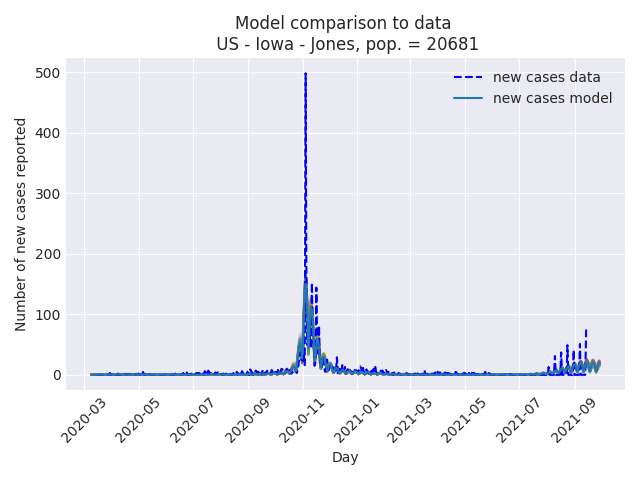 Model comparison to data
US - Iowa - Jones, pop. = 20681
new cases data
new cases model
Number of new cases reported
500
400
300
200
100
0
2020-03
2020-05
2020-07
2020-09
2020-11
2021-01
2021-03
2021-05
2021-07
2021-09
Day